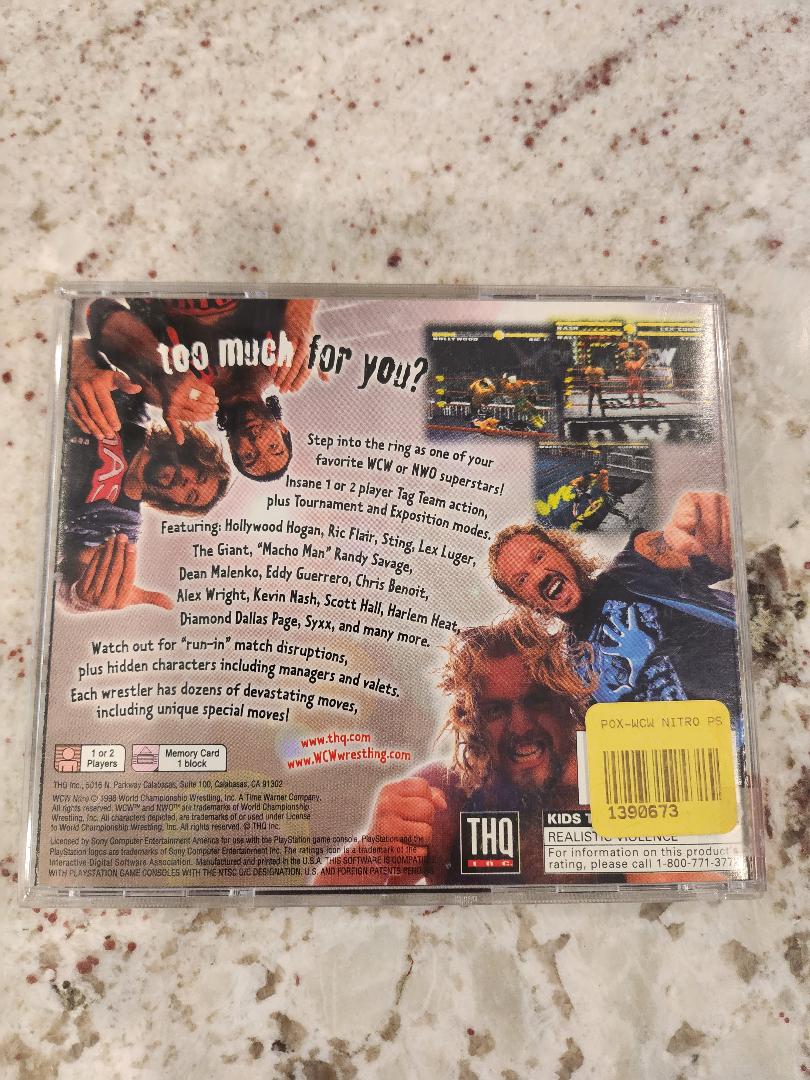 too much for you?
HOLLYWOOD
NASH
LEX LUGER
Step into the ring as one of your
favorite WCW or NWO superstars!
Insane 1 or 2 player Tag Team action,
plus Tournament and Exposition modes.
Featuring: Hollywood Hogan, Ric Flair, Sting, Lex Luger,
The Giant, "Macho Man" Randy Savage,
Dean Malenko, Eddy Guerrero, Chris Benoit,
Alex Wright, Kevin Nash, Scott Hall, Harlem Heat,
Diamond Dallas Page, Syxx, and many more.
Watch out for "run-in" match disruptions,
plus hidden characters including managers and valets.
Each wrestler has dozens of devastating moves,
including unique special moves!
www.thq.com
www.WCWwrestling.com
1 or 2
Players
Memory Card
1 block
THQ Inc., 5016 N. Parkway Calabasas, Suite 100, Calabasas, CA 91302
WCW Nitro © 1998 World Championship Wrestling, Inc. A Time Warner Company.
All rights reserved. WCW™ and NWO™ are trademarks of World Championship
Wrestling, Inc. All characters depicted, are trademarks of or used under License
to World Championship Wrestling, Inc. All rights reserved. © THQ Inc.
Licensed by Sony Computer Entertainment America for use with the PlayStation game console. PlayStation and the
PlayStation logos are trademarks of Sony Computer Entertainment Inc. The ratings icon is a trademark of the
Interactive Digital Software Association. Manufactured and printed in the U.S.A. THIS SOFTWARE IS COMPATIBLE
WITH PLAYSTATION GAME CONSOLES WITH THE NTSC U/C DESIGNATION. U.S. AND FOREIGN PATENTS PENDING
THQ
INC.
POX-WCW NITRO PS
1390673
KIDS T
REALISTIC VIOLENCE
For information on this product's
rating, please call 1-800-771-377